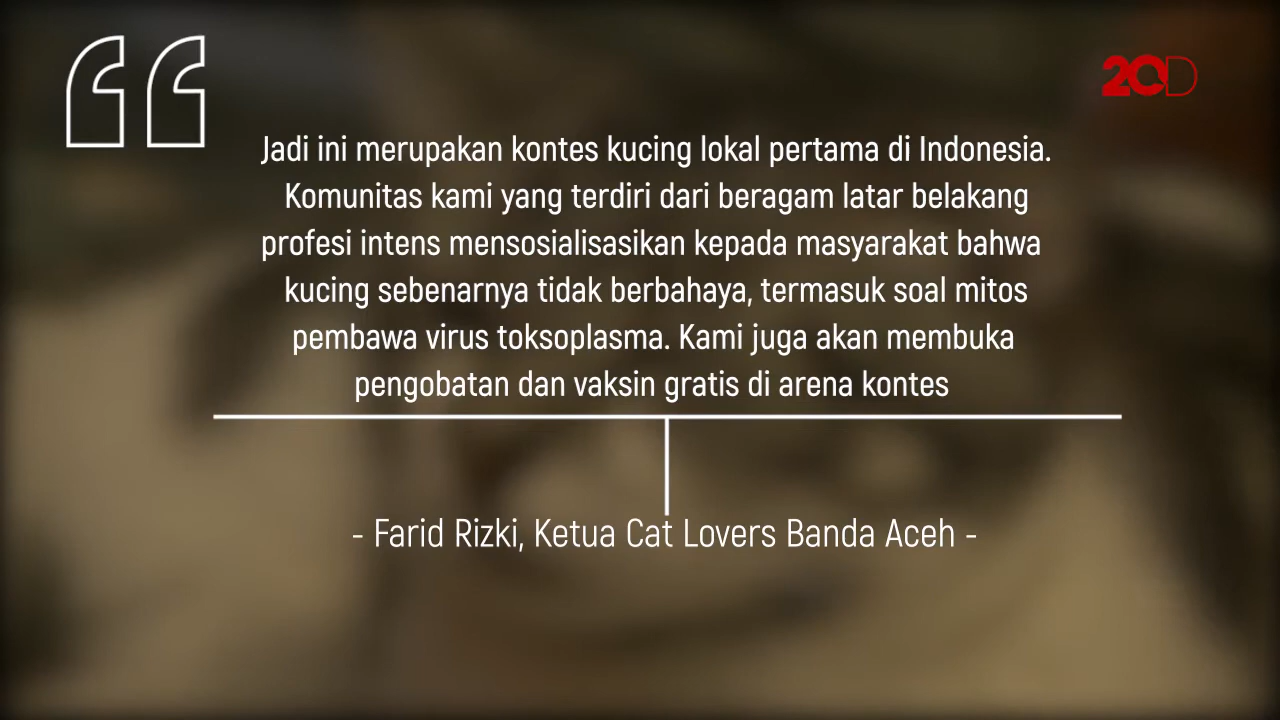 20D
Jadi ini merupakan kontes kucing lokal pertama di Indonesia.
Komunitas kami yang terdiri dari beragam latar belakang
profesi intens mensosialisasikan kepada masyarakat bahwa
kucing sebenarnya tidak berbahaya, termasuk soal mitos
pembawa virus toksoplasma. Kami juga akan membuka
pengobatan dan vaksin gratis di arena kontes
- Farid Rizki, Ketua Cat Lovers Banda Aceh -